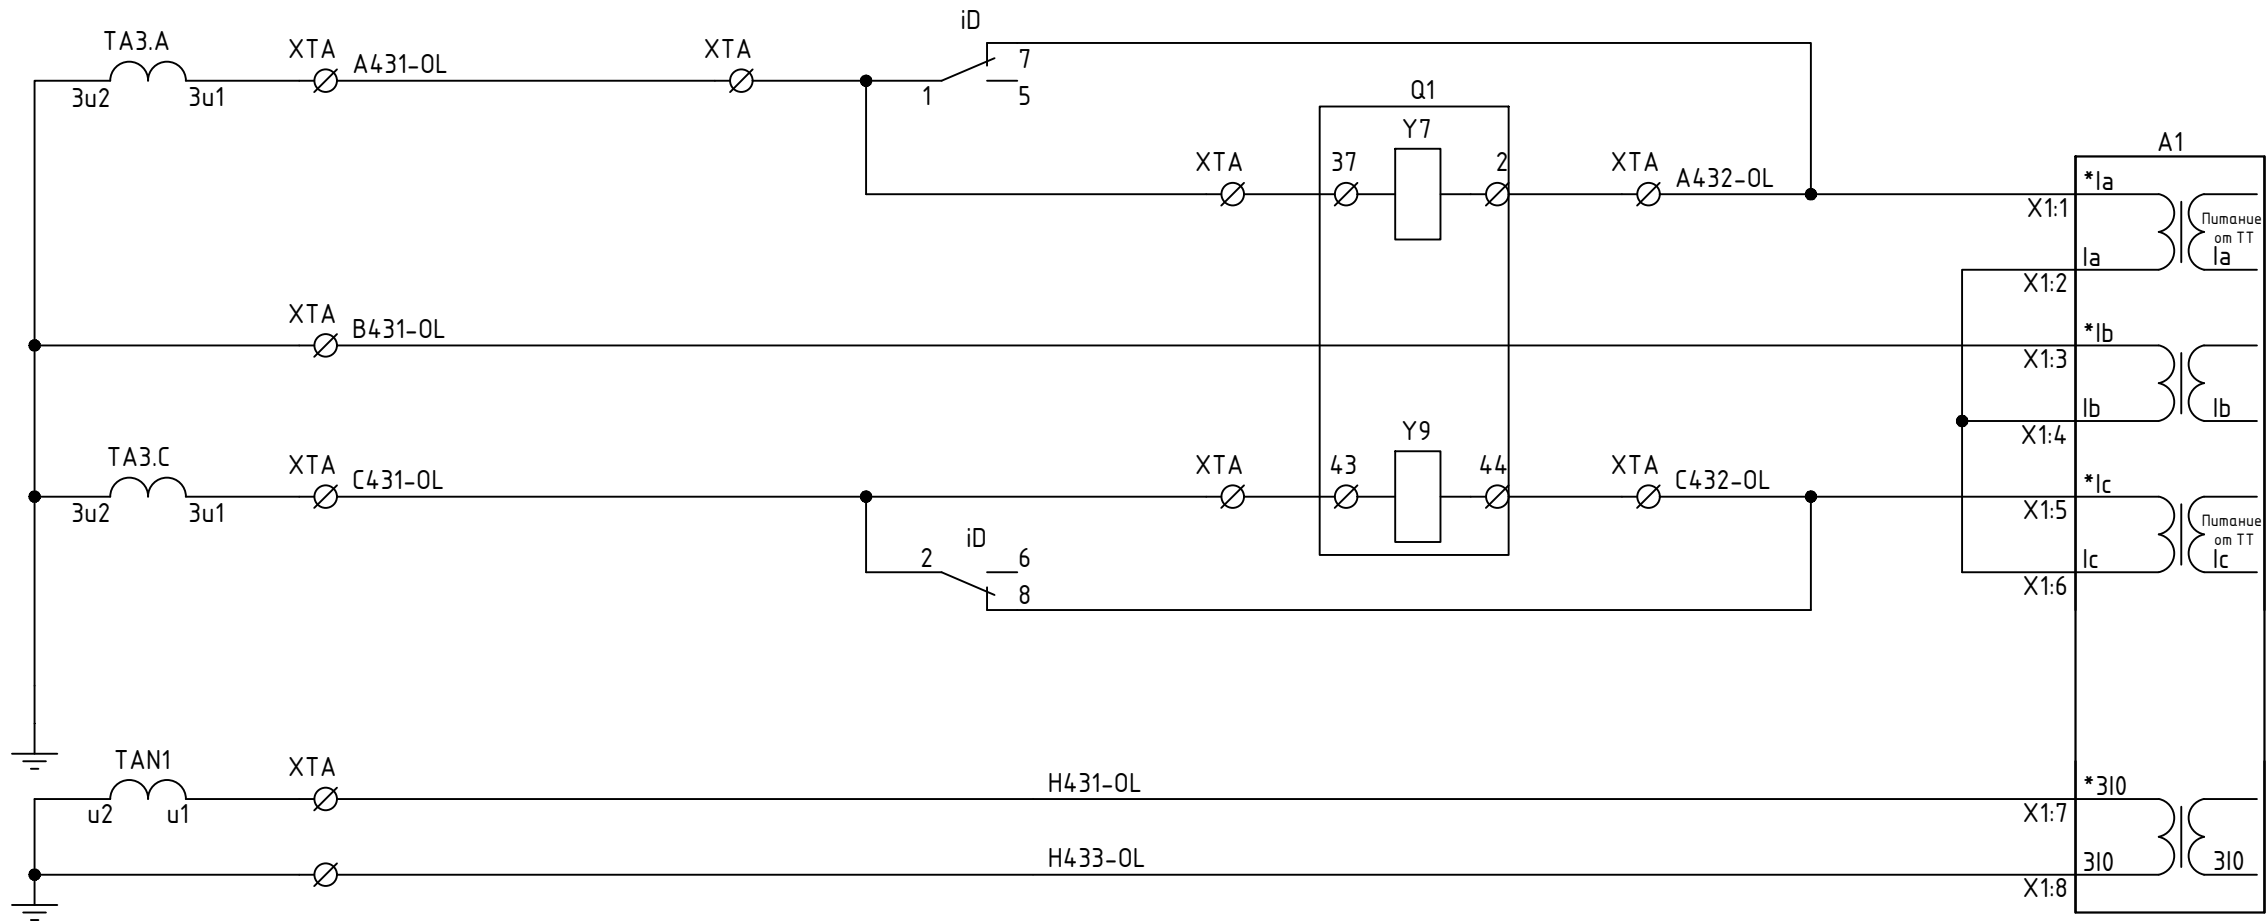 iD
TA3.A
XTA
A431-OL
XTA
7
3u2
3u1
1
5
Q1
Y7
A1
XTA
37
2
XTA
A432-OL
*Ia
X1:1
Питание
от ТТ
Ia
Ia
X1:2
XTA
B431-OL
*Ib
X1:3
Ib
Ib
X1:4
Y9
TA3.C
XTA
C431-OL
XTA
43
44
XTA
C432-OL
*Ic
3u2
3u1
X1:5
Питание
от ТТ
iD
2
6
Ic
Ic
8
X1:6
TAN1
XTA
H431-OL
*3I0
u2
u1
X1:7
H433-OL
3I0
3I0
X1:8